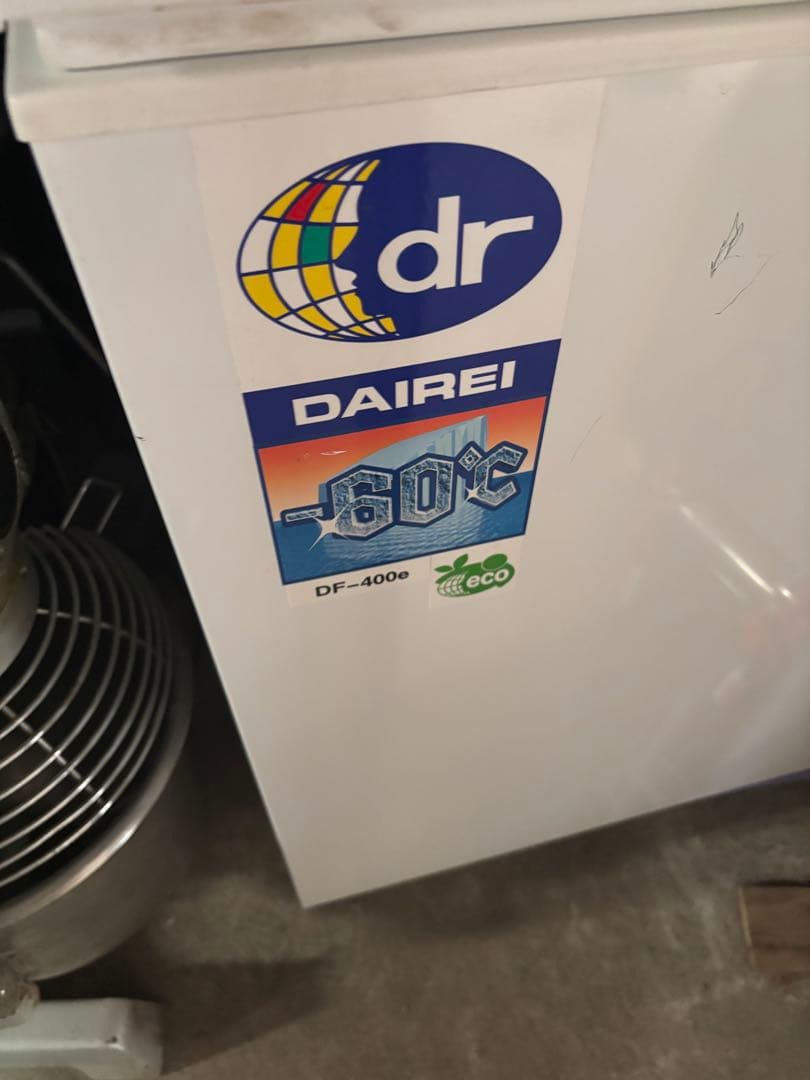 dr
DAIREI
-60°C
DF-400e
eco